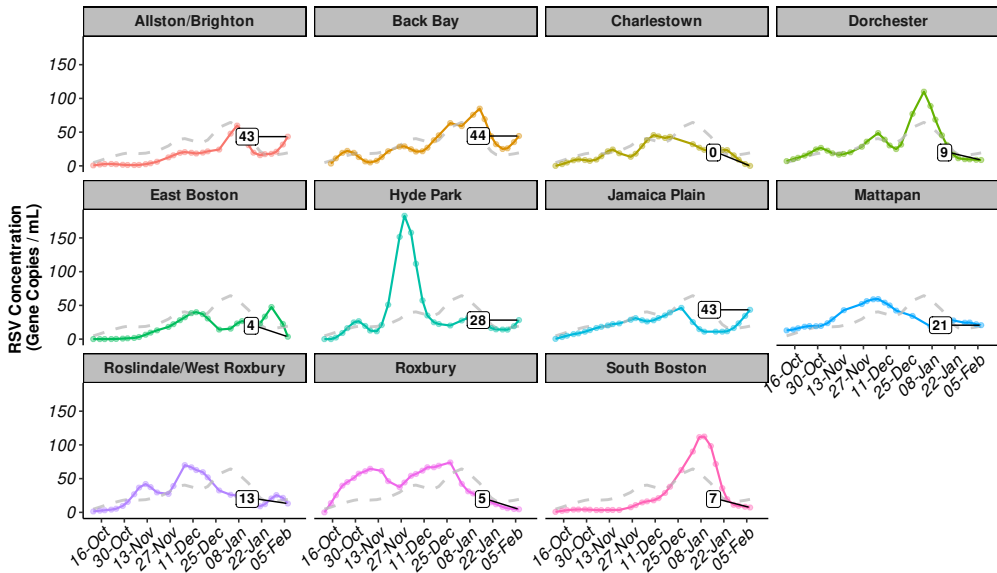 Allston/Brighton Back Bay Charlestown Dorchester
150
100
50
0
43 44 0 9
East Boston Hyde Park Jamaica Plain Mattapan
150
100
50
0
4 28 43 21
16-Oct 30-Oct 13-Nov 27-Nov 11-Dec 25-Dec 08-Jan 22-Jan 05-Feb
Roslindale/West Roxbury Roxbury South Boston
150
100
50
0
13 5 7
16-Oct 30-Oct 13-Nov 27-Nov 11-Dec 25-Dec 08-Jan 22-Jan 05-Feb 16-Oct 30-Oct 13-Nov 27-Nov 11-Dec 25-Dec 08-Jan 22-Jan 05-Feb 16-Oct 30-Oct 13-Nov 27-Nov 11-Dec 25-Dec 08-Jan 22-Jan 05-Feb
RSV Concentration
(Gene Copies / mL)